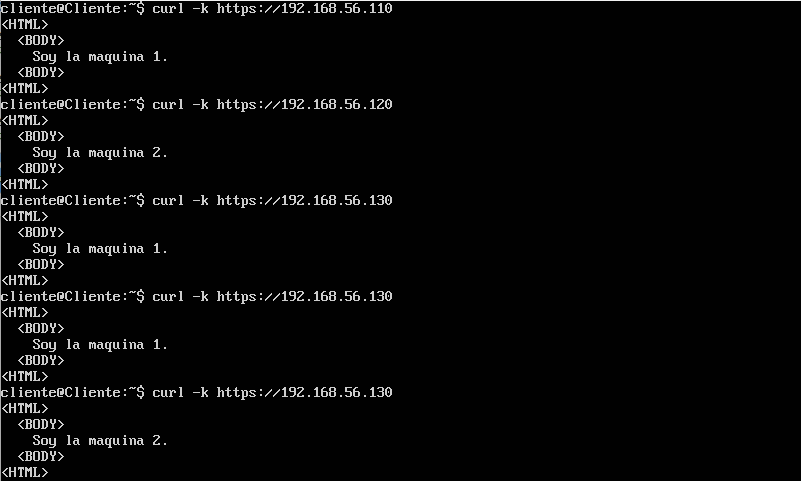 cliente@Cliente:~$ curl -k https://192.168.56.110
<HTML>
  <BODY>
    Soy la maquina 1.
  <BODY>
<HTML>
cliente@Cliente:~$ curl -k https://192.168.56.120
<HTML>
  <BODY>
    Soy la maquina 2.
  <BODY>
<HTML>
cliente@Cliente:~$ curl -k https://192.168.56.130
<HTML>
  <BODY>
    Soy la maquina 1.
  <BODY>
<HTML>
cliente@Cliente:~$ curl -k https://192.168.56.130
<HTML>
  <BODY>
    Soy la maquina 1.
  <BODY>
<HTML>
cliente@Cliente:~$ curl -k https://192.168.56.130
<HTML>
  <BODY>
    Soy la maquina 2.
  <BODY>
<HTML>